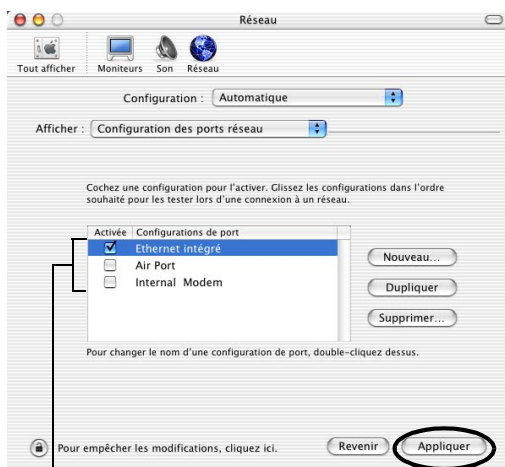 Réseau
Tout afficher Moniteurs Son Réseau
Configuration : Automatique
Afficher : Configuration des ports réseau
Cochez une configuration pour l'activer. Glissez les configurations dans l'ordre
souhaité pour les tester lors d'une connexion à un réseau.
Activée Configurations de port
Ethernet intégré
Air Port
Internal Modem
Nouveau...
Dupliquer
Supprimer...
Pour changer le nom d'une configuration de port, double-cliquez dessus.
Pour empêcher les modifications, cliquez ici.
Revenir
Appliquer